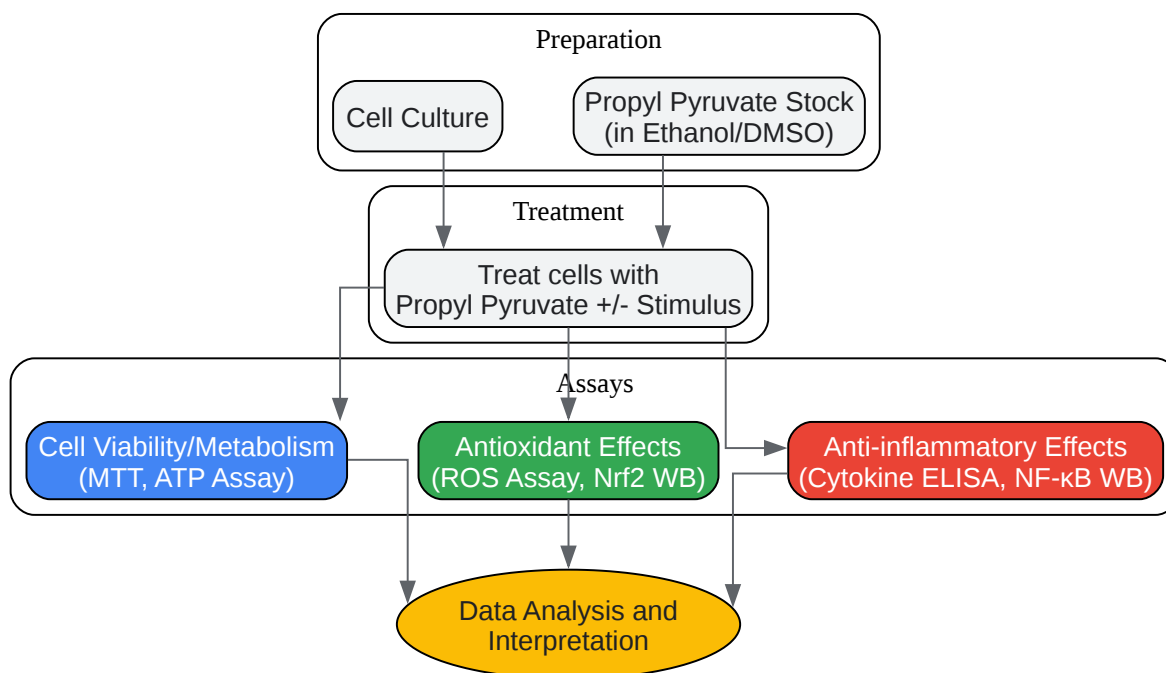 Preparation
Cell Culture
Propyl Pyruvate Stock
(in Ethanol/DMSO)
Treatment
Treat cells with
Propyl Pyruvate +/- Stimulus
Assays
Cell Viability/Metabolism
(MTT, ATP Assay)
Antioxidant Effects
(ROS Assay, Nrf2 WB)
Anti-inflammatory Effects
(Cytokine ELISA, NF-κB WB)
Data Analysis and
Interpretation